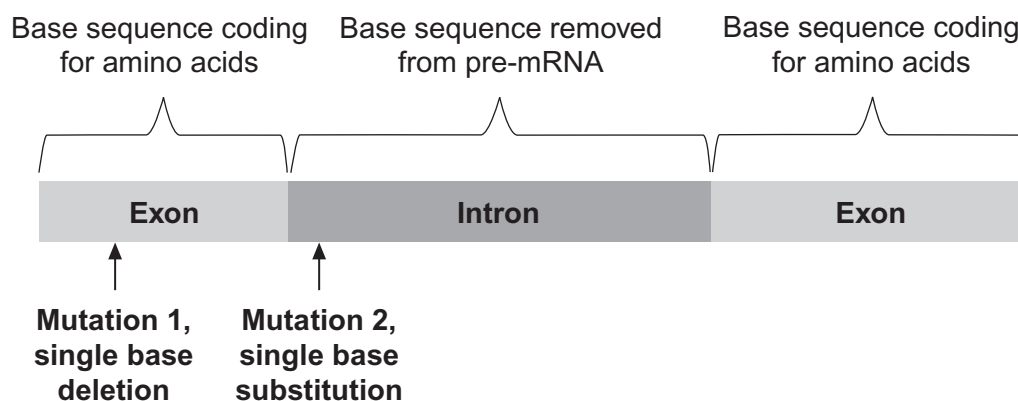 Base sequence coding
for amino acids
Base sequence removed
from pre-mRNA
Base sequence coding
for amino acids
Exon
Intron
Exon
Mutation 1,
single base
deletion
Mutation 2,
single base
substitution